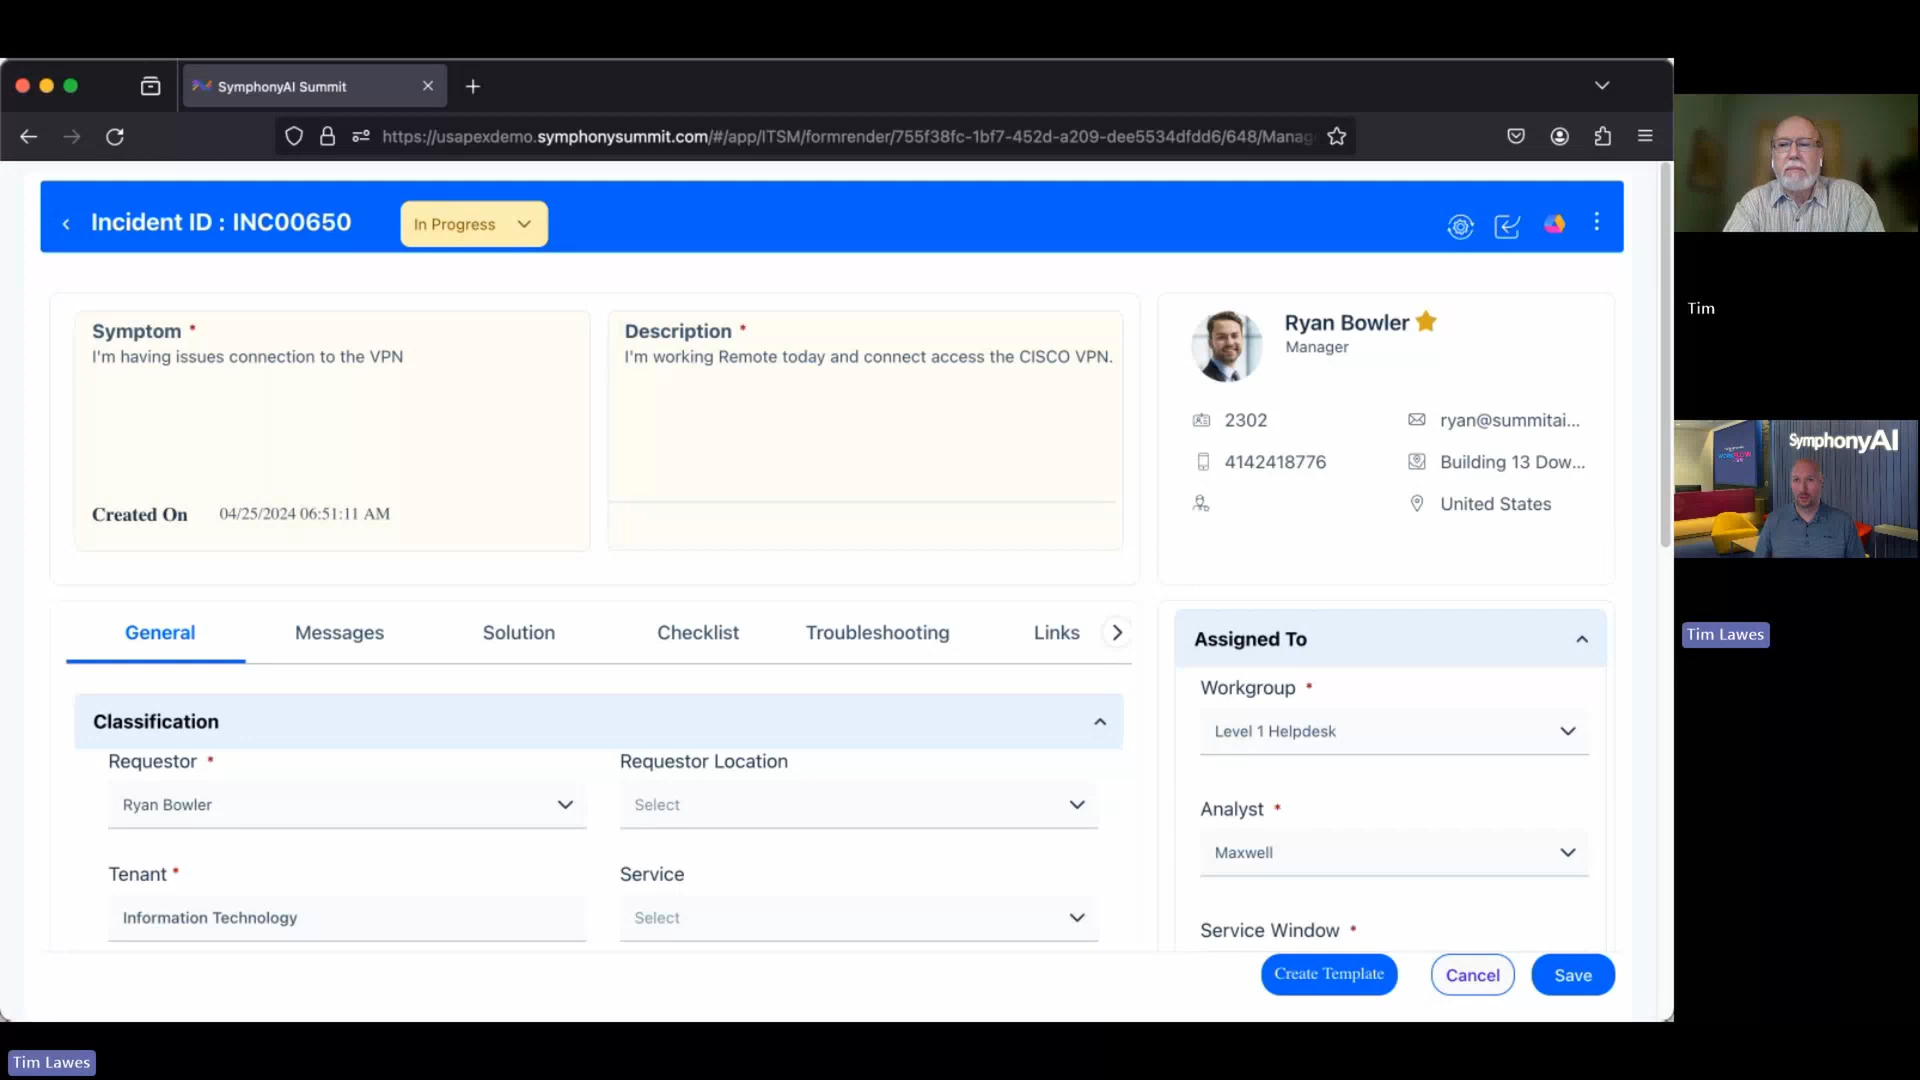 SymphonyAI Summit
https://usapexdemo.symphonysummit.com/#/app/ITSM/formrender/755f38fc-1bf7-452d-a209-dee5534dfdd6/648/Manag
Incident ID : INC00650
In Progress
Symptom *
I'm having issues connection to the VPN
Created On 04/25/2024 06:51:11 AM
Description *
I'm working Remote today and connect access the CISCO VPN.
Ryan Bowler
Manager
2302
ryan@summitai...
4142418776
Building 13 Dow...
United States
General Messages Solution Checklist Troubleshooting Links
Classification
Requestor *
Ryan Bowler
Requestor Location
Select
Tenant *
Information Technology
Service
Select
Assigned To
Workgroup *
Level 1 Helpdesk
Analyst *
Maxwell
Service Window *
Create Template
Cancel
Save
Tim
SymphonyAI
Tim Lawes
Tim Lawes